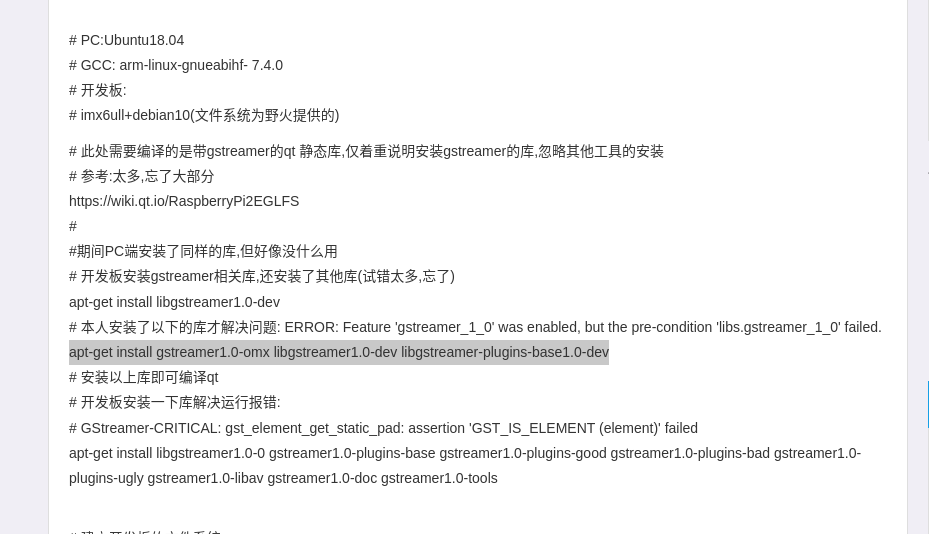 # PC:Ubuntu18.04
# GCC: arm-linux-gnueabihf- 7.4.0
# 开发板:
# imx6ull+debian10(文件系统为野火提供的)
# 此处需要编译的是带gstreamer的qt 静态库,仅着重说明安装gstreamer的库,忽略其他工具的安装
# 参考:太多,忘了大部分
https://wiki.qt.io/RaspberryPi2EGLFS
#
#期间PC端安装了同样的库,但好像没什么用
# 开发板安装gstreamer相关库,还安装了其他库(试错太多,忘了)
apt-get install libgstreamer1.0-dev
# 本人安装了以下的库才解决问题: ERROR: Feature 'gstreamer_1_0' was enabled, but the pre-condition 'libs.gstreamer_1_0' failed.
apt-get install gstreamer1.0-omx libgstreamer1.0-dev libgstreamer-plugins-base1.0-dev
# 安装以上库即可编译qt
# 开发板安装一下库解决运行报错:
# GStreamer-CRITICAL: gst_element_get_static_pad: assertion 'GST_IS_ELEMENT (element)' failed
apt-get install libgstreamer1.0-0 gstreamer1.0-plugins-base gstreamer1.0-plugins-good gstreamer1.0-plugins-bad gstreamer1.0-
plugins-ugly gstreamer1.0-libav gstreamer1.0-doc gstreamer1.0-tools